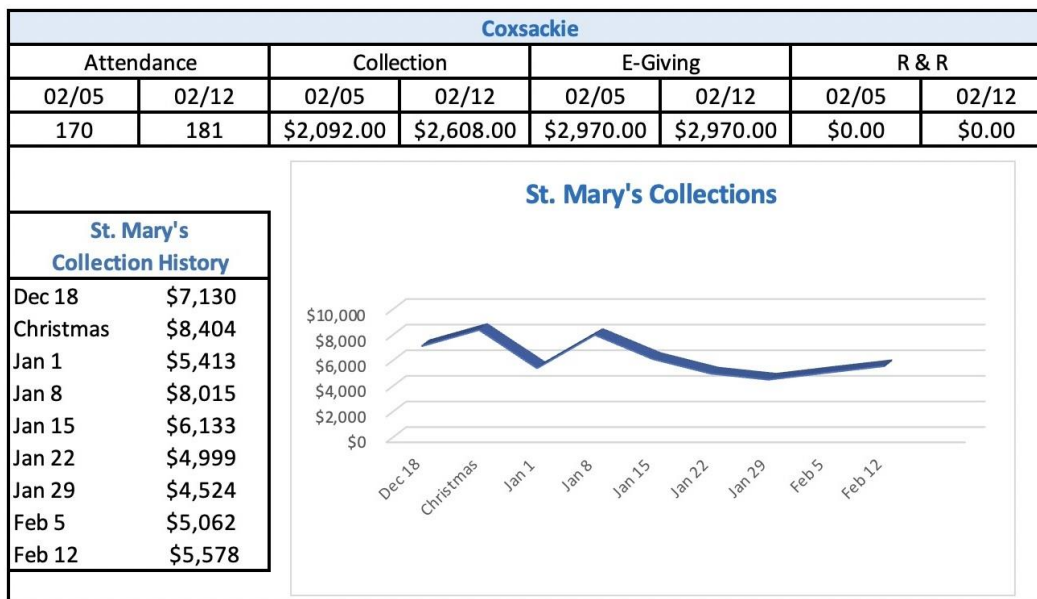 Coxsackie
Attendance Collection E-Giving R & R
02/05 02/12 02/05 02/12 02/05 02/12 02/05 02/12
170 181 $2,092.00 $2,608.00 $2,970.00 $2,970.00 $0.00 $0.00
St. Mary's
Collection History
Dec 18 $7,130
Christmas $8,404
Jan 1 $5,413
Jan 8 $8,015
Jan 15 $6,133
Jan 22 $4,999
Jan 29 $4,524
Feb 5 $5,062
Feb 12 $5,578
St. Mary's Collections
$10,000
$8,000
$6,000
$4,000
$2,000
$0
Dec 18 Christmas Jan 1 Jan 8 Jan 15 Jan 22 Jan 29 Feb 5 Feb 12